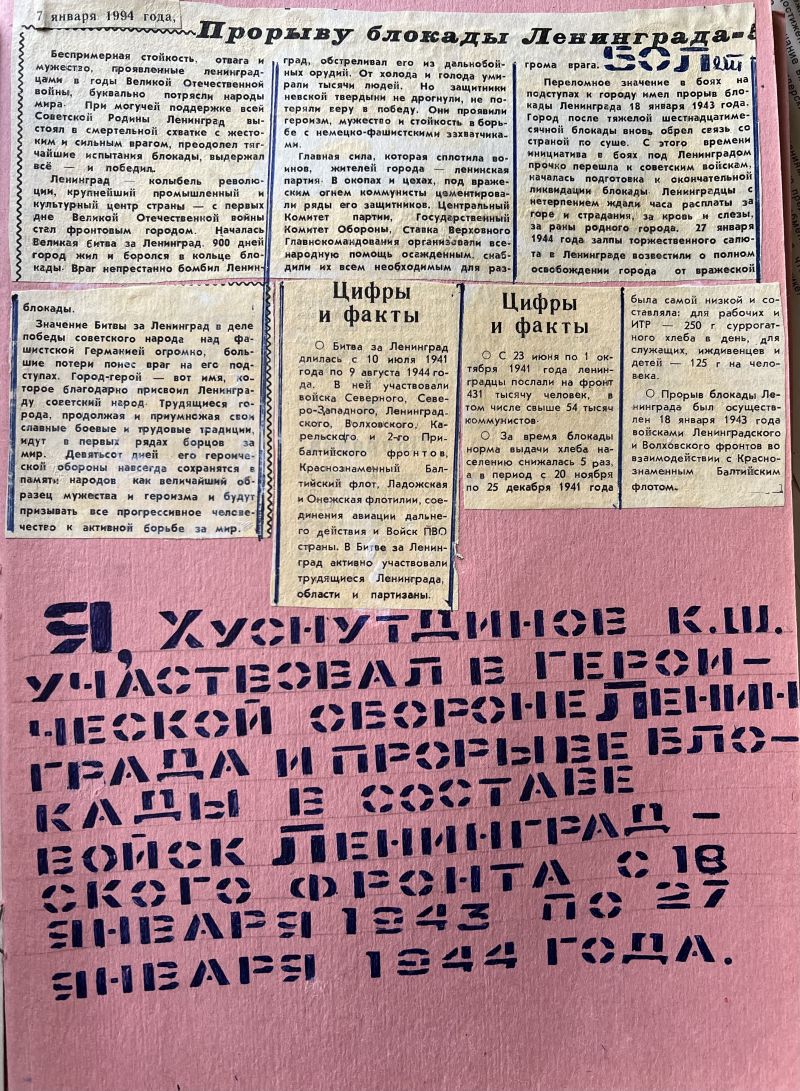 7 января 1994 года,
Прорыву блокады Ленинграда-
50 лет
Беспримерная стойкость, отвага и
мужество, проявленные ленинград-
цами в годы Великой Отечественной
войны, буквально потрясли народы
мира. При могучей поддержке всей
Советской Родины Ленинград вы-
стоял в смертельной схватке с жесто-
ким и сильным врагом, преодолел тяг-
чайшие испытания блокады, выдержал
всё — и победил.
Ленинград — колыбель револю-
ции, крупнейший промышленный и
культурный центр страны — с первых
дне Великой Отечественной войны
стал фронтовым городом. Началась
Великая битва за Ленинград. 900 дней
город жил и боролся в кольце бло-
кады. Враг непрестанно бомбил Ленин-
град, обстреливал его из дальнобой-
ных орудий. От холода и голода уми-
рали тысячи людей. Но защитники
невской твердыни не дрогнули, не по-
теряли веру в победу. Они проявили
героизм, мужество и стойкость в борь-
бе с немецко-фашистскими захватчика-
ми.
Главная сила, которая сплотила во-
инов, жителей города — ленинская
партия. В окопах и цехах, под враже-
ским огнем коммунисты цементирова-
ли ряды его защитников. Центральный
Комитет партии, Государственный
Комитет Обороны, Ставка Верховного
Главнокомандования организовали все-
народную помощь осажденным, снаб-
дили их всем необходимым для раз-
грома врага.
Переломное значение в боях на
подступах к городу имел прорыв бло-
кады Ленинграда 18 января 1943 года.
Город после тяжелой шестнадцатиме-
сячной блокады вновь обрел связь со
страной по суше. С этого времени
инициатива в боях под Ленинградом
прочно перешла к советским войскам,
началась подготовка к окончательной
ликвидации блокады. Ленинградцы с
нетерпением ждали часа расплаты за
горе и страдания, за кровь и слезы,
за раны родного города. 27 января
1944 года залпы торжественного салю-
та в Ленинграде возвестили о полном
освобождении города от вражеской
блокады.
Значение Битвы за Ленинград в деле
победы советского народа над фа-
шистской Германией огромно, боль-
шие потери понес враг на его под-
ступах. Город-герой — вот имя, ко-
торое благодарно присвоил Ленингра-
ду советский народ. Трудящиеся го-
рода, продолжая и приумножая свои
славные боевые и трудовые традиции,
идут в первых рядах борцов за
мир. Девятьсот дней его героиче-
ской обороны навсегда сохранятся в
памяти народов как величайший об-
разец мужества и героизма и будут
призывать все прогрессивное челове-
чество к активной борьбе за мир.
Цифры
и факты
○ Битва за Ленинград
длилась с 10 июля 1941
года по 9 августа 1944 го-
да. В ней участвовали
войска Северного, Севе-
ро-Западного, Ленинград-
ского, Волховского, Ка-
рельского и 2-го При-
балтийского фронтов,
Краснознаменный Бал-
тийский флот, Ладожская
и Онежская флотилии, сое-
динения авиации дальне-
го действия и Войск ПВО
страны. В Битве за Ленин-
град активно участвовали
трудящиеся Ленинграда,
области и партизаны.
Цифры
и факты
○ С 23 июня по 1 ок-
тября 1941 года ленин-
градцы послали на фронт
431 тысячу человек, в
том числе свыше 54 тысяч
коммунистов
○ За время блокады
норма выдачи хлеба на-
селению снижалась 5 раз,
а в период с 20 ноября
по 25 декабря 1941 года
была самой низкой и со-
ставляла: для рабочих и
ИТР — 250 г суррогат-
ного хлеба в день, для
служащих, иждивенцев и
детей — 125 г на чело-
века.
○ Прорыв блокады Ле-
нинграда был осуществ-
лен 18 января 1943 года
войсками Ленинградского
и Волховского фронтов во
взаимодействии с Красно-
знаменным Балтийским
флотом.
Я, Хуснутдинов К.Ш.
участвовал в герои-
ческой обороне Ленин
града и прорыве бло-
кады в составе
войск Ленинград-
ского фронта с 18
января 1943 по 27
января 1944 года.